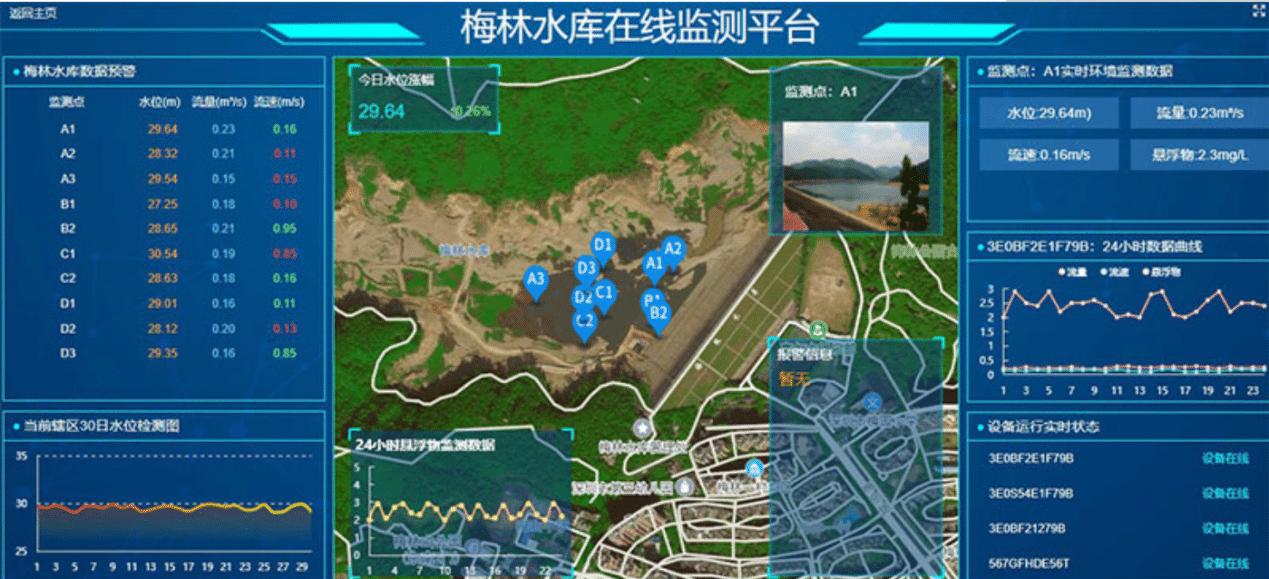 返回主页
梅林水库在线监测平台
梅林水库数据预警
监测点 水位(m) 流量(m³/s) 流速(m/s)
A1 29.64 0.23 0.16
A2 28.32 0.21 0.11
A3 29.54 0.15 0.15
B1 27.25 0.18 0.10
B2 28.65 0.21 0.95
C1 30.54 0.19 0.85
C2 28.63 0.18 0.16
D1 29.01 0.16 0.11
D2 28.12 0.20 0.13
D3 29.35 0.16 0.85
当前辖区30日水位检测图
35
30
25
1 3 5 7 9 11 13 15 17 19 21 23 25 27 29
今日水位涨幅
29.64 10.26%
梅林水库
D1
A2
A1
D3
A3
D2
C1
B1
B2
C2
监测点：A1
报警信息
暂无
24小时悬浮物监测数据
5
4
3
2
1
0
1 4 7 10 13 16 19 22
监测点：A1实时环境监测数据
水位:29.64m)
流量:0.23m³/s
流速:0.16m/s
悬浮物:2.3mg/L
3E0BF2E1F79B：24小时数据曲线
流量 流速 悬浮物
3
2.5
2
1.5
1
0.5
0
1 3 5 7 9 11 13 15 17 19 21 23
设备运行实时状态
3E0BF2E1F79B 设备在线
3E0S54E1F79B 设备在线
3E0BF21279B 设备在线
567GFHDE56T 设备在线